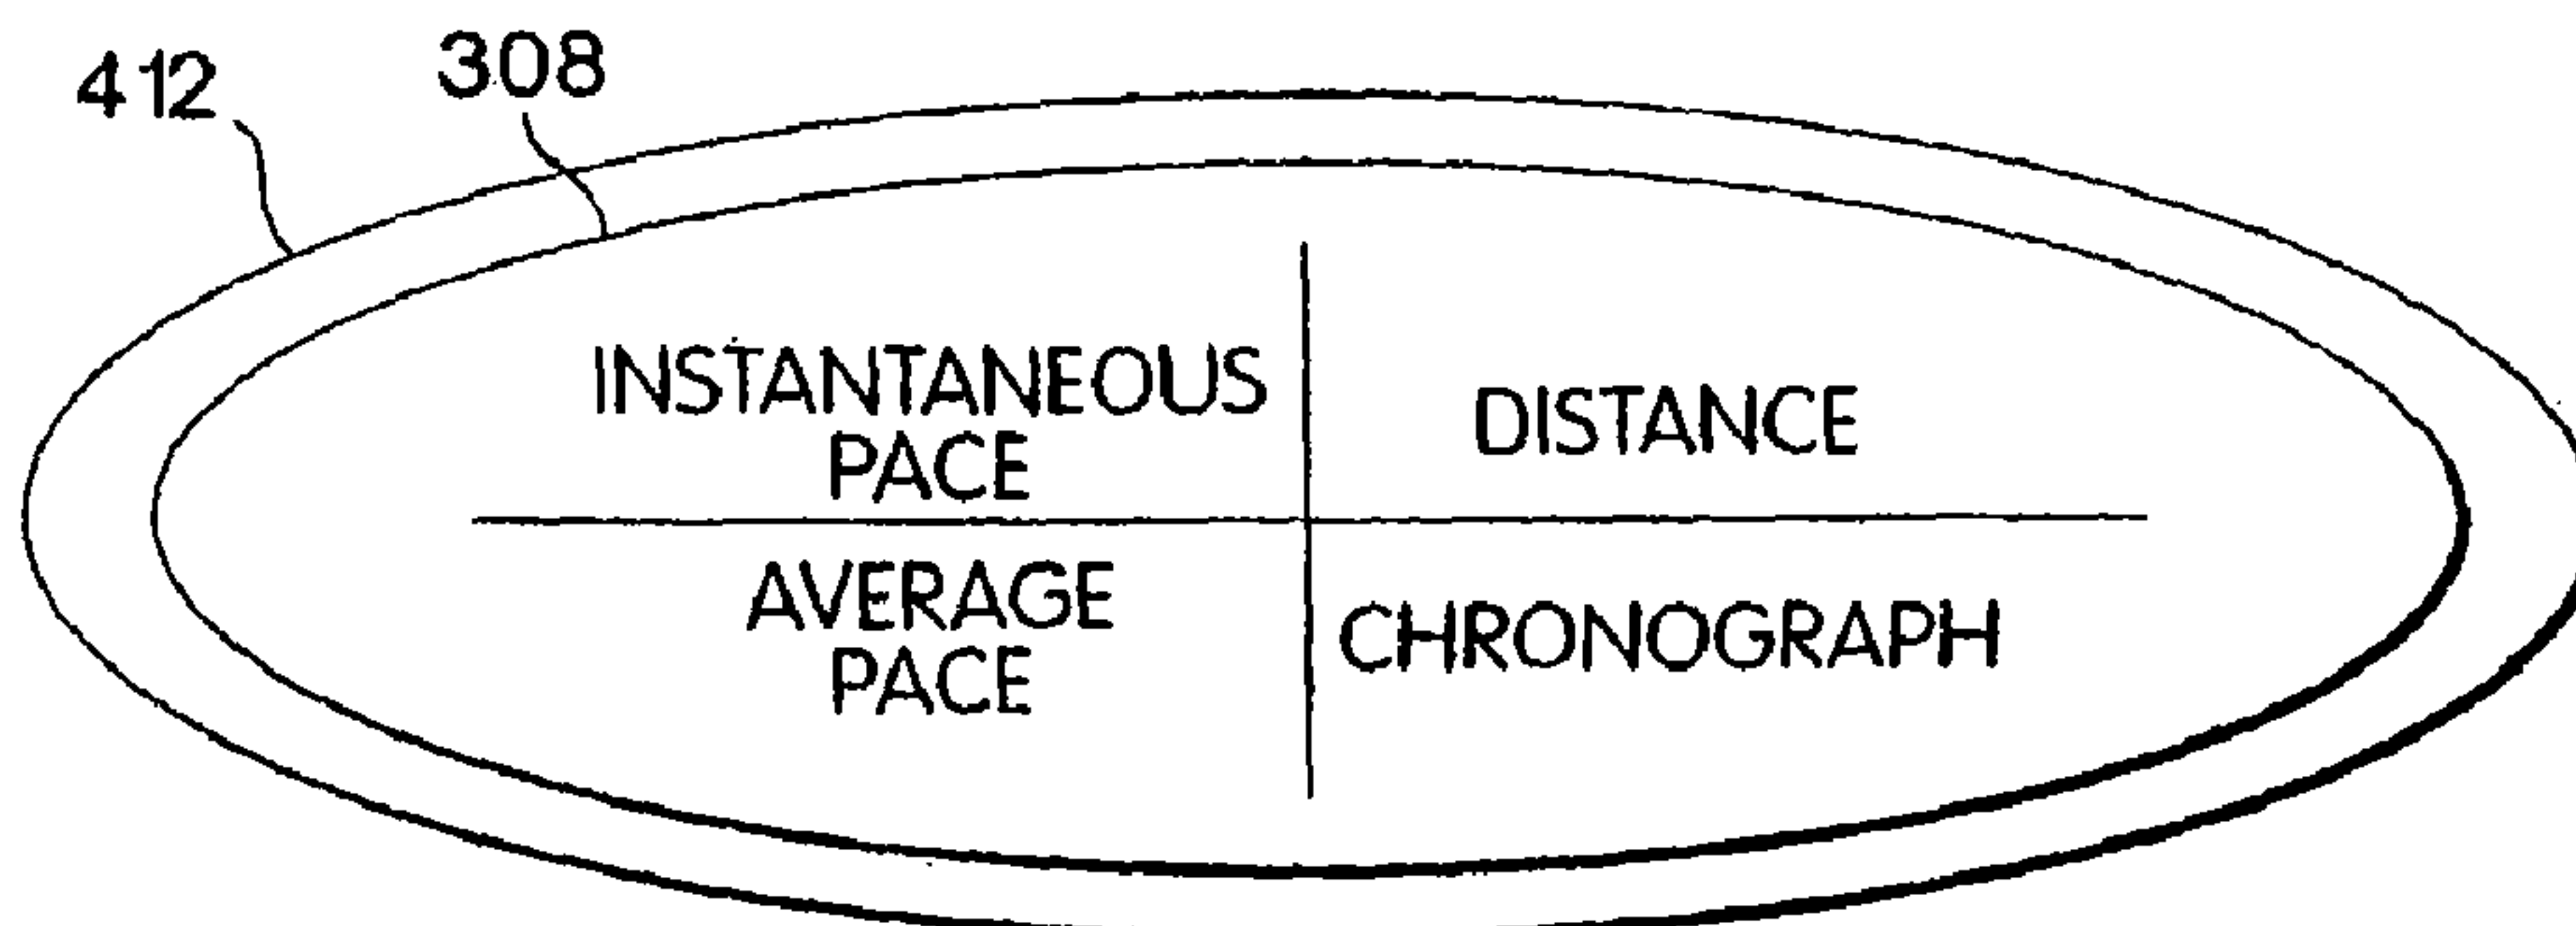 412
308
INSTANTANEOUS
PACE
DISTANCE
AVERAGE
PACE
CHRONOGRAPH